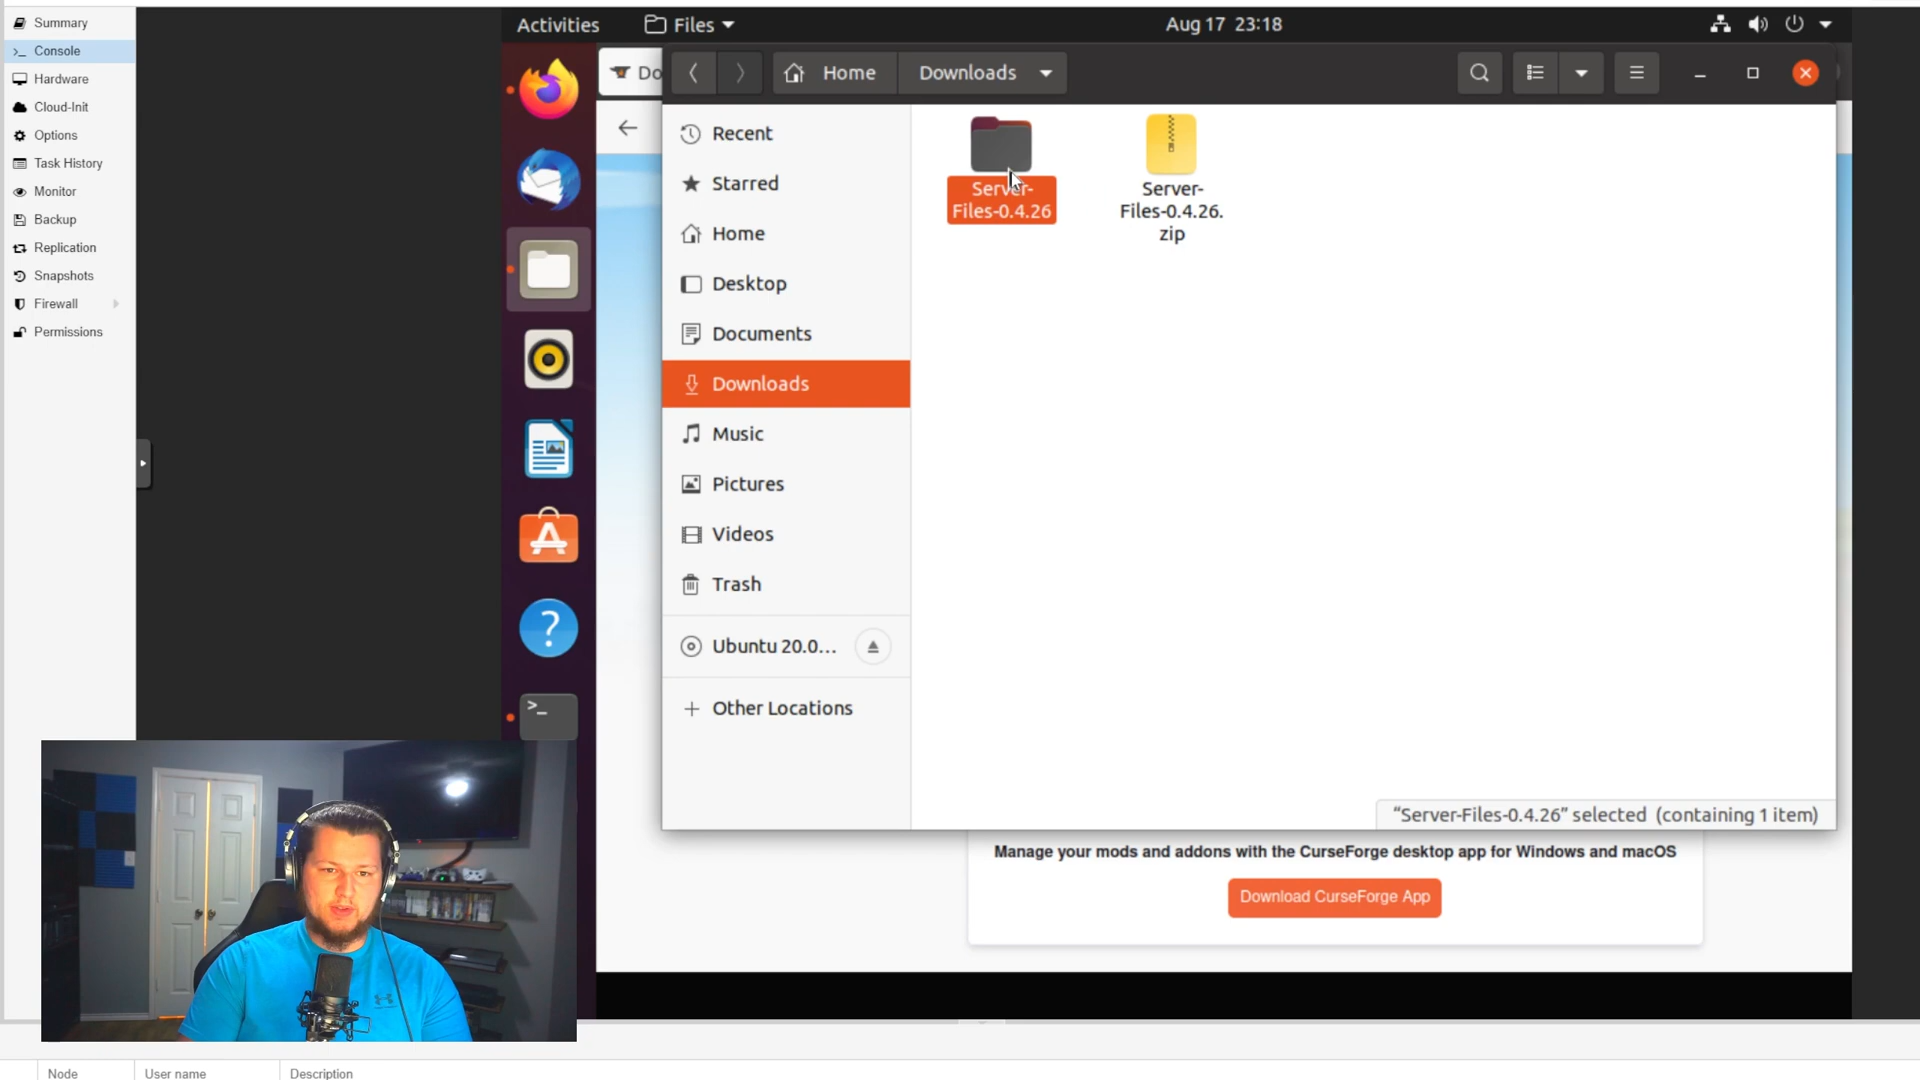 Summary
Console
Hardware
Cloud-Init
Options
Task History
Monitor
Backup
Replication
Snapshots
Firewall
Permissions
Activities
Files
Aug 17 23:18
Do
Home
Downloads
Recent
Starred
Home
Desktop
Documents
Downloads
Music
Pictures
Videos
Trash
Ubuntu 20.0...
Other Locations
Server-
Files-0.4.26
Server-
Files-0.4.26.
zip
"Server-Files-0.4.26" selected (containing 1 item)
Manage your mods and addons with the CurseForge desktop app for Windows and macOS
Download CurseForge App
Node
User name
Description